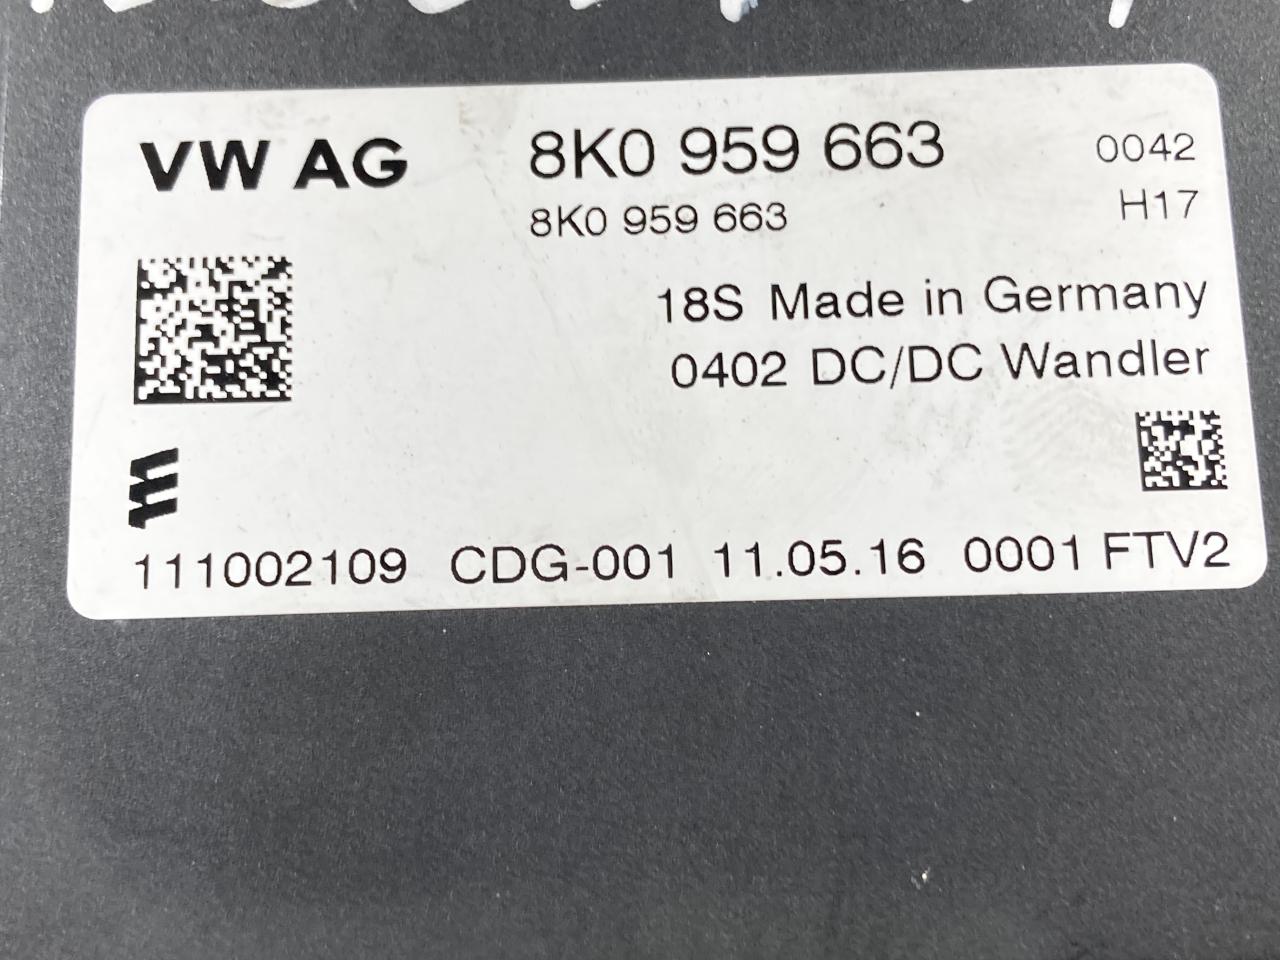 VW AG 8K0 959 663 0042
8K0 959 663 H17
18S Made in Germany
0402 DC/DC Wandler
111002109 CDG-001 11.05.16 0001 FTV2